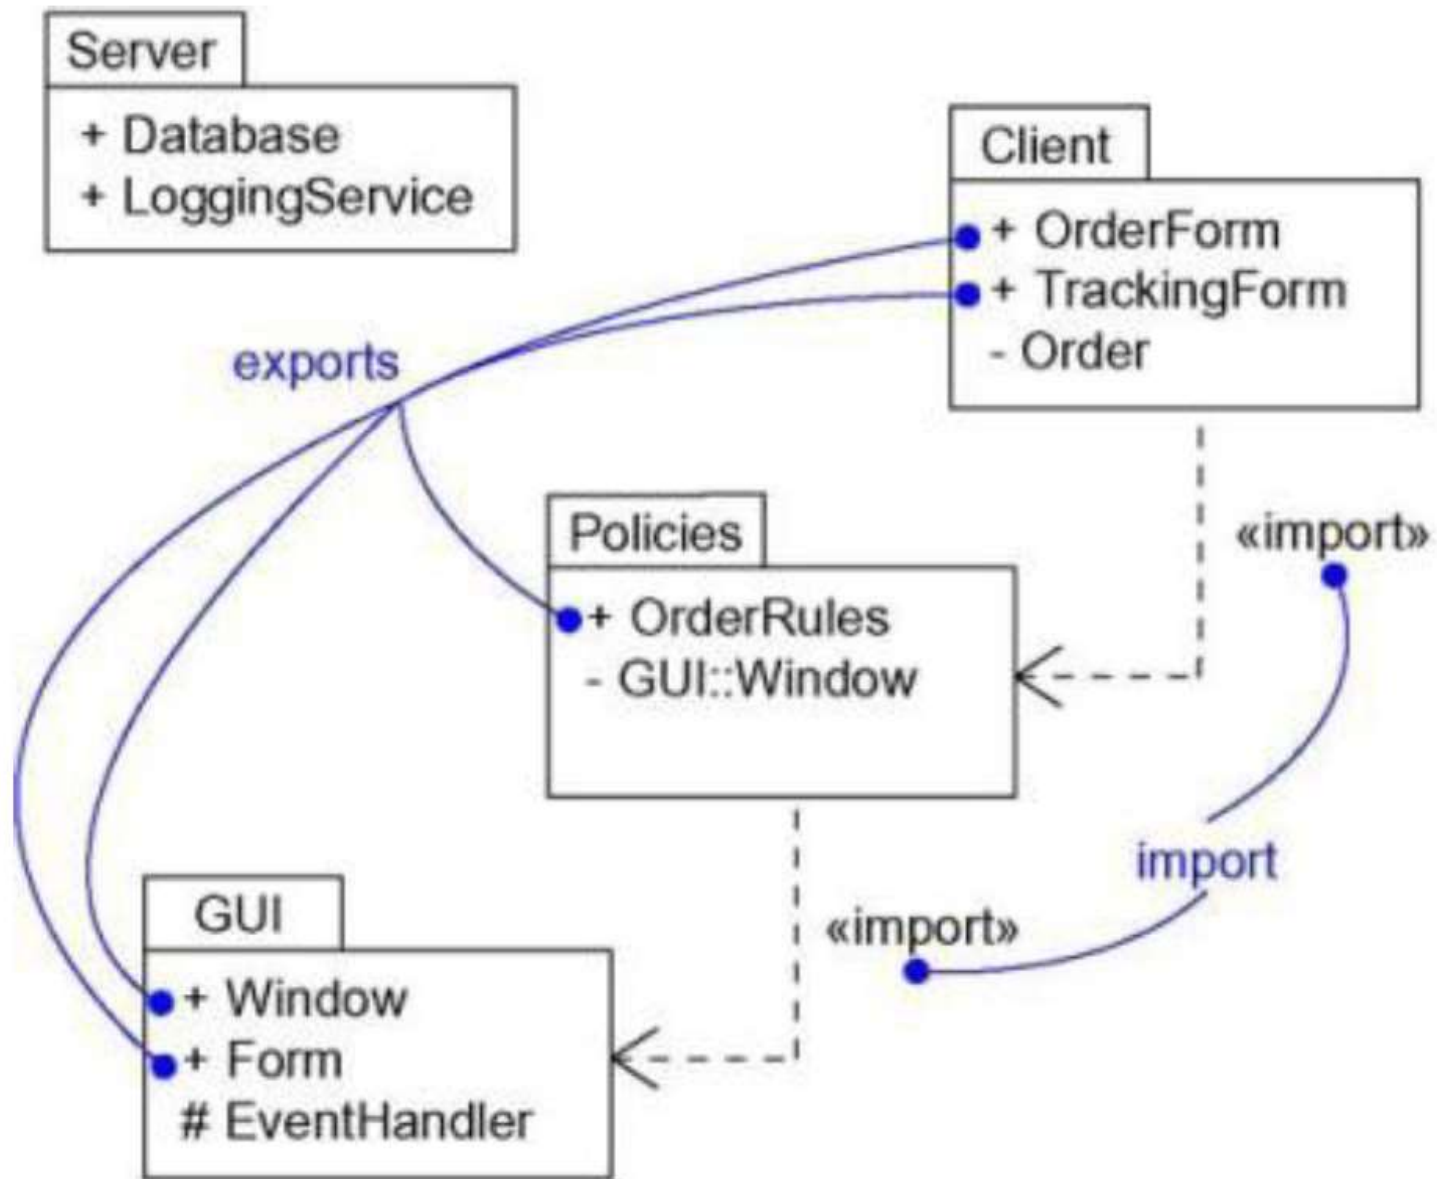 Server
+ Database
+ LoggingService
Client
+ OrderForm
+ TrackingForm
- Order
exports
Policies
+ OrderRules
- GUI::Window
«import»
import
«import»
GUI
+ Window
+ Form
# EventHandler